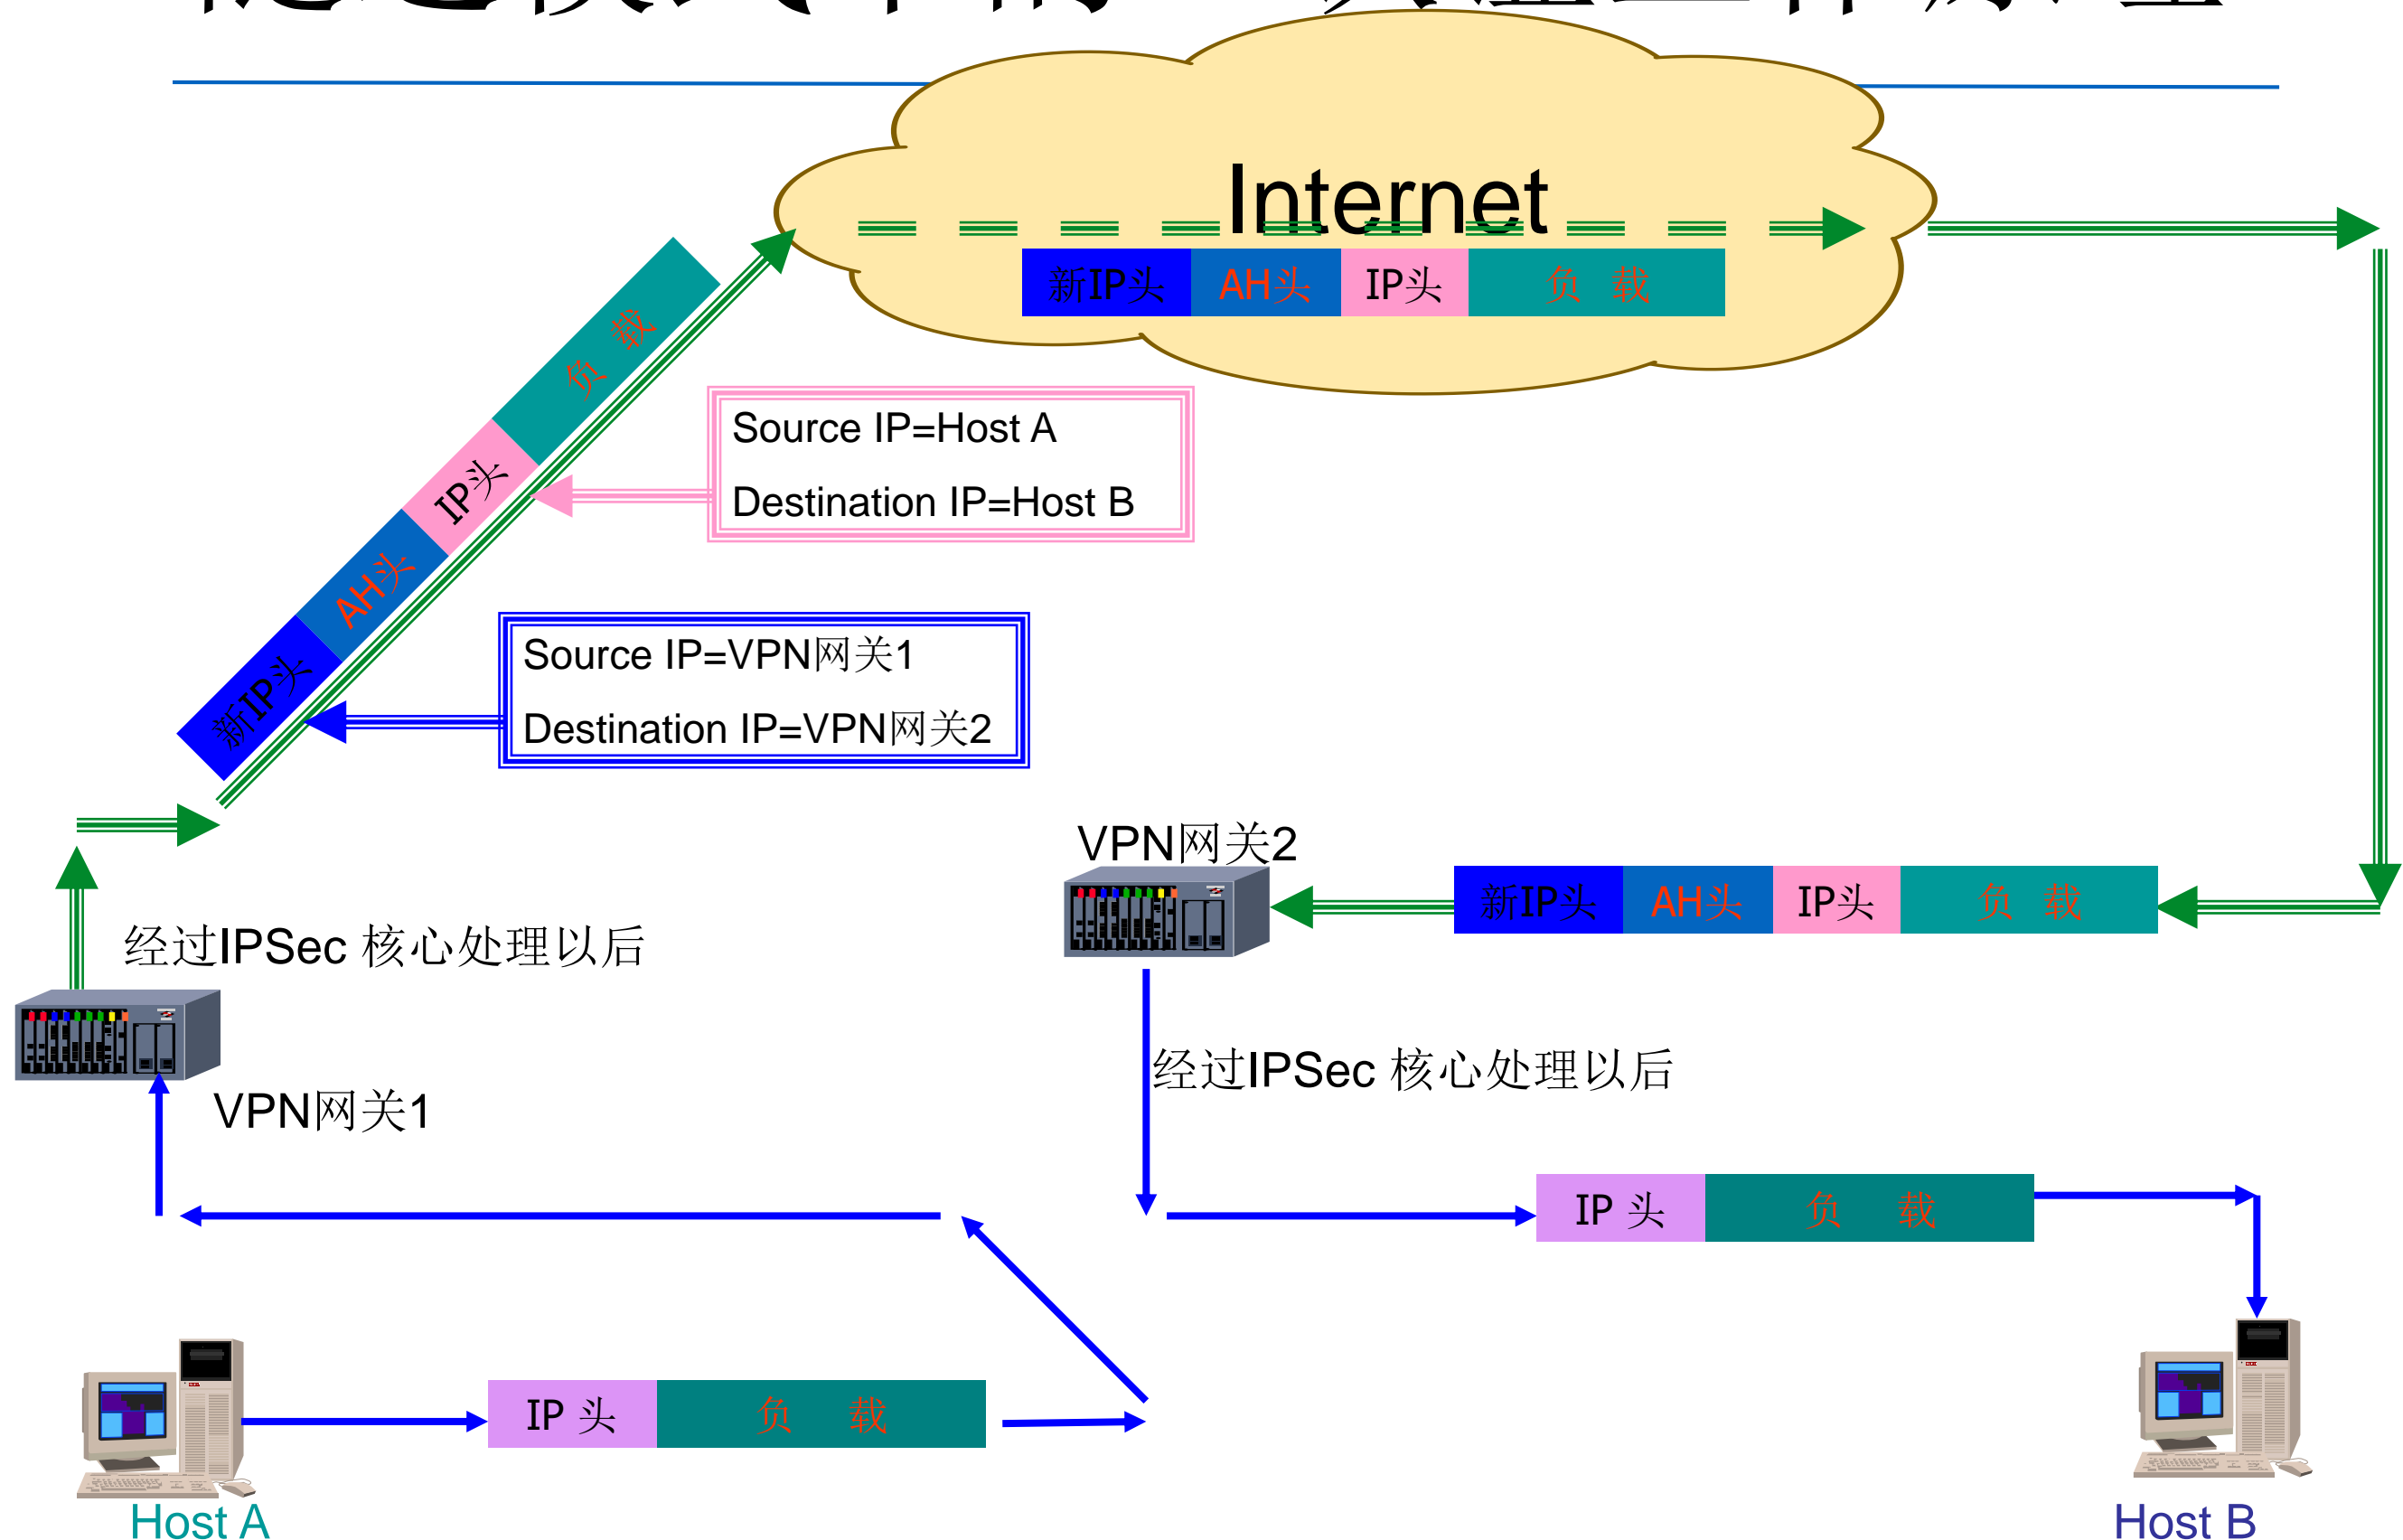 Internet
新IP头 AH头 IP头 负 载
负 载
IP头
AH头
新IP头
Source IP=Host A
Destination IP=Host B
Source IP=VPN网关1
Destination IP=VPN网关2
VPN网关2
新IP头 AH头 IP头 负 载
经过IPSec 核心处理以后
经过IPSec 核心处理以后
VPN网关1
IP 头 负 载
IP 头 负 载
Host A
Host B